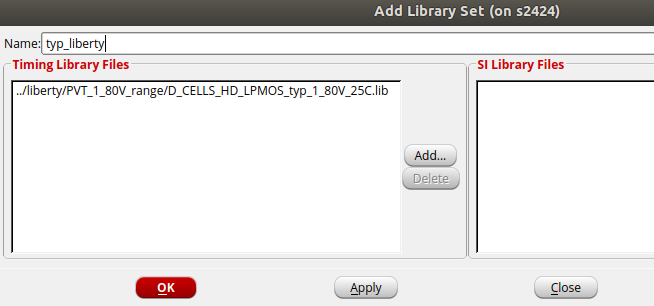 Add Library Set (on s2424)
Name: typ_liberty
Timing Library Files
SI Library Files
../liberty/PVT_1_80V_range/D_CELLS_HD_LPMOS_typ_1_80V_25C.lib
Add...
Delete
OK
Apply
Close